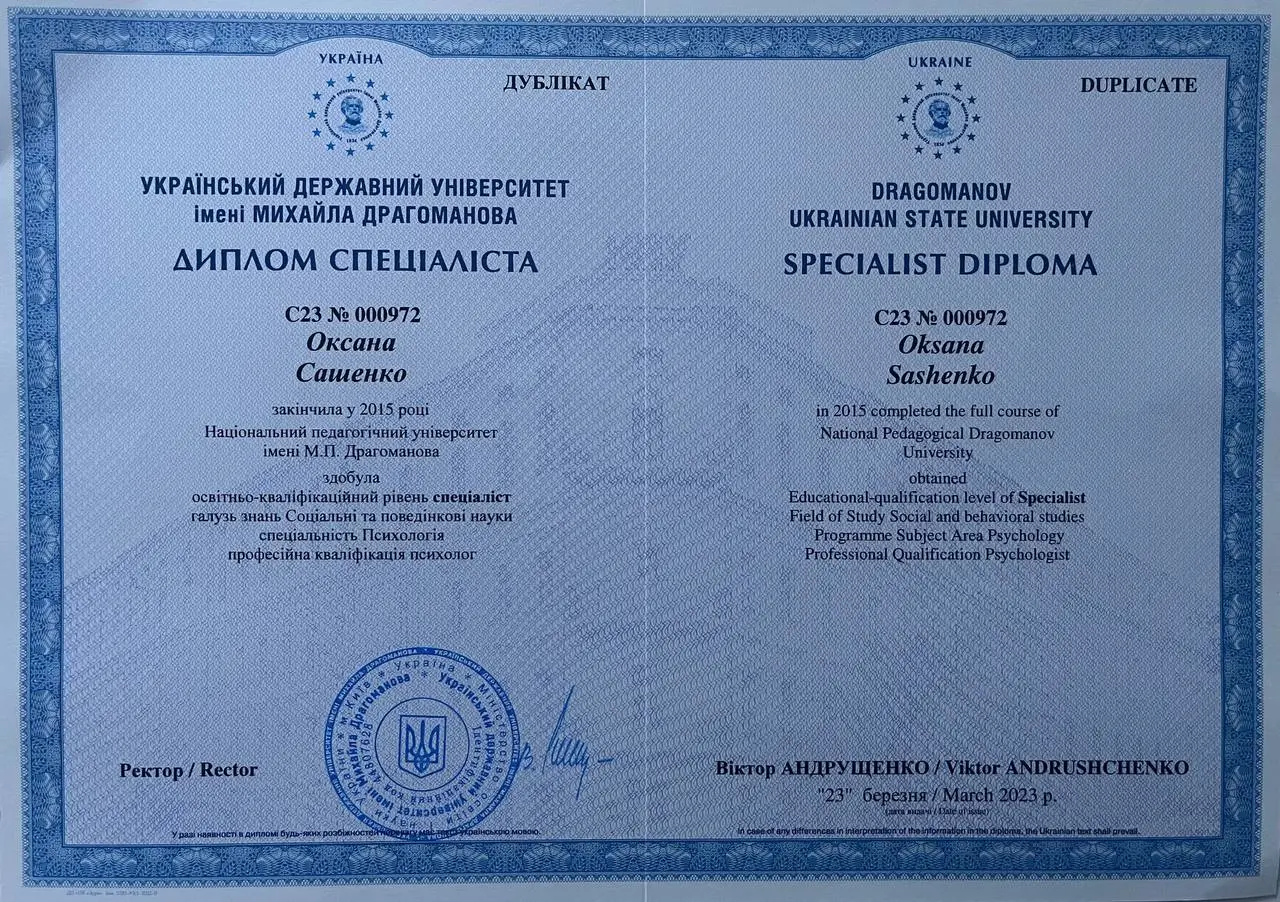 УКРАЇНА
ДУБЛІКАТ
УКРАЇНСЬКИЙ ДЕРЖАВНИЙ УНІВЕРСИТЕТ
імені МИХАЙЛА ДРАГОМАНОВА
ДИПЛОМ СПЕЦІАЛІСТА
С23 № 000972
Оксана
Сашенко
закінчила у 2015 році
Національний педагогічний університет
імені М.П. Драгоманова
здобула
освітньо-кваліфікаційний рівень спеціаліст
галузь знань Соціальні та поведінкові науки
спеціальність Психологія
професійна кваліфікація психолог
Ректор / Rector
Україна * Міністерство освіти і науки України * м.Київ *
Український державний університет імені Михайла Драгоманова *
Ідентифікаційний код 44807628
У разі наявності в дипломі будь-яких розбіжностей перевагу має текст українською мовою.
UKRAINE
DUPLICATE
DRAGOMANOV
UKRAINIAN STATE UNIVERSITY
SPECIALIST DIPLOMA
C23 № 000972
Oksana
Sashenko
in 2015 completed the full course of
National Pedagogical Dragomanov
University
obtained
Educational-qualification level of Specialist
Field of Study Social and behavioral studies
Programme Subject Area Psychology
Professional Qualification Psychologist
Віктор АНДРУЩЕНКО / Viktor ANDRUSHCHENKO
"23" березня / March 2023 р.
(дата видачі / Date of issue)
In case of any differences in interpretation of the information in the diploma, the Ukrainian text shall prevail.